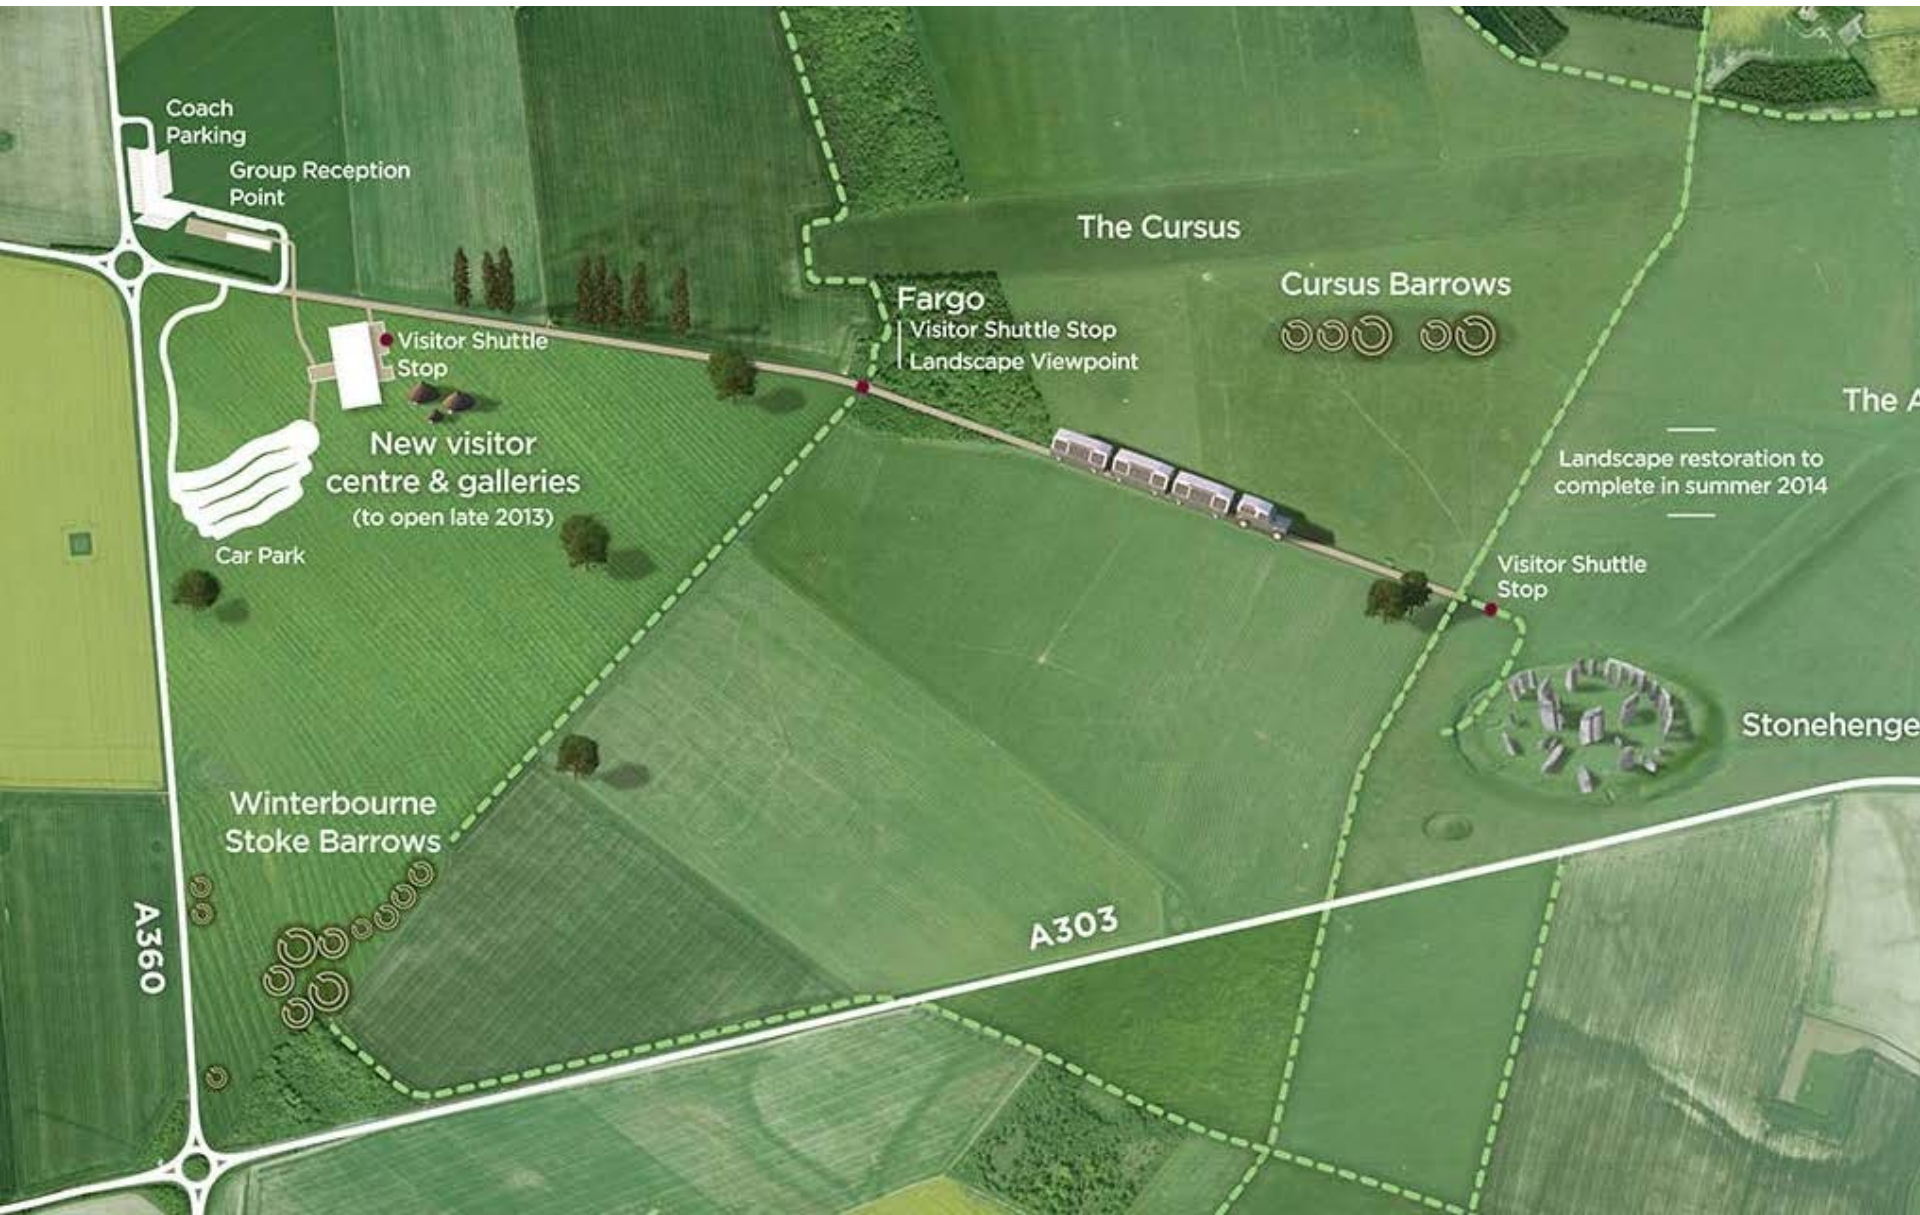 Coach
Parking
Group Reception
Point
The Cursus
Cursus Barrows
Fargo
Visitor Shuttle Stop
Landscape Viewpoint
Visitor Shuttle
Stop
The A
New visitor
centre & galleries
(to open late 2013)
Car Park
Landscape restoration to
complete in summer 2014
Visitor Shuttle
Stop
Stonehenge
Winterbourne
Stoke Barrows
A360
A303